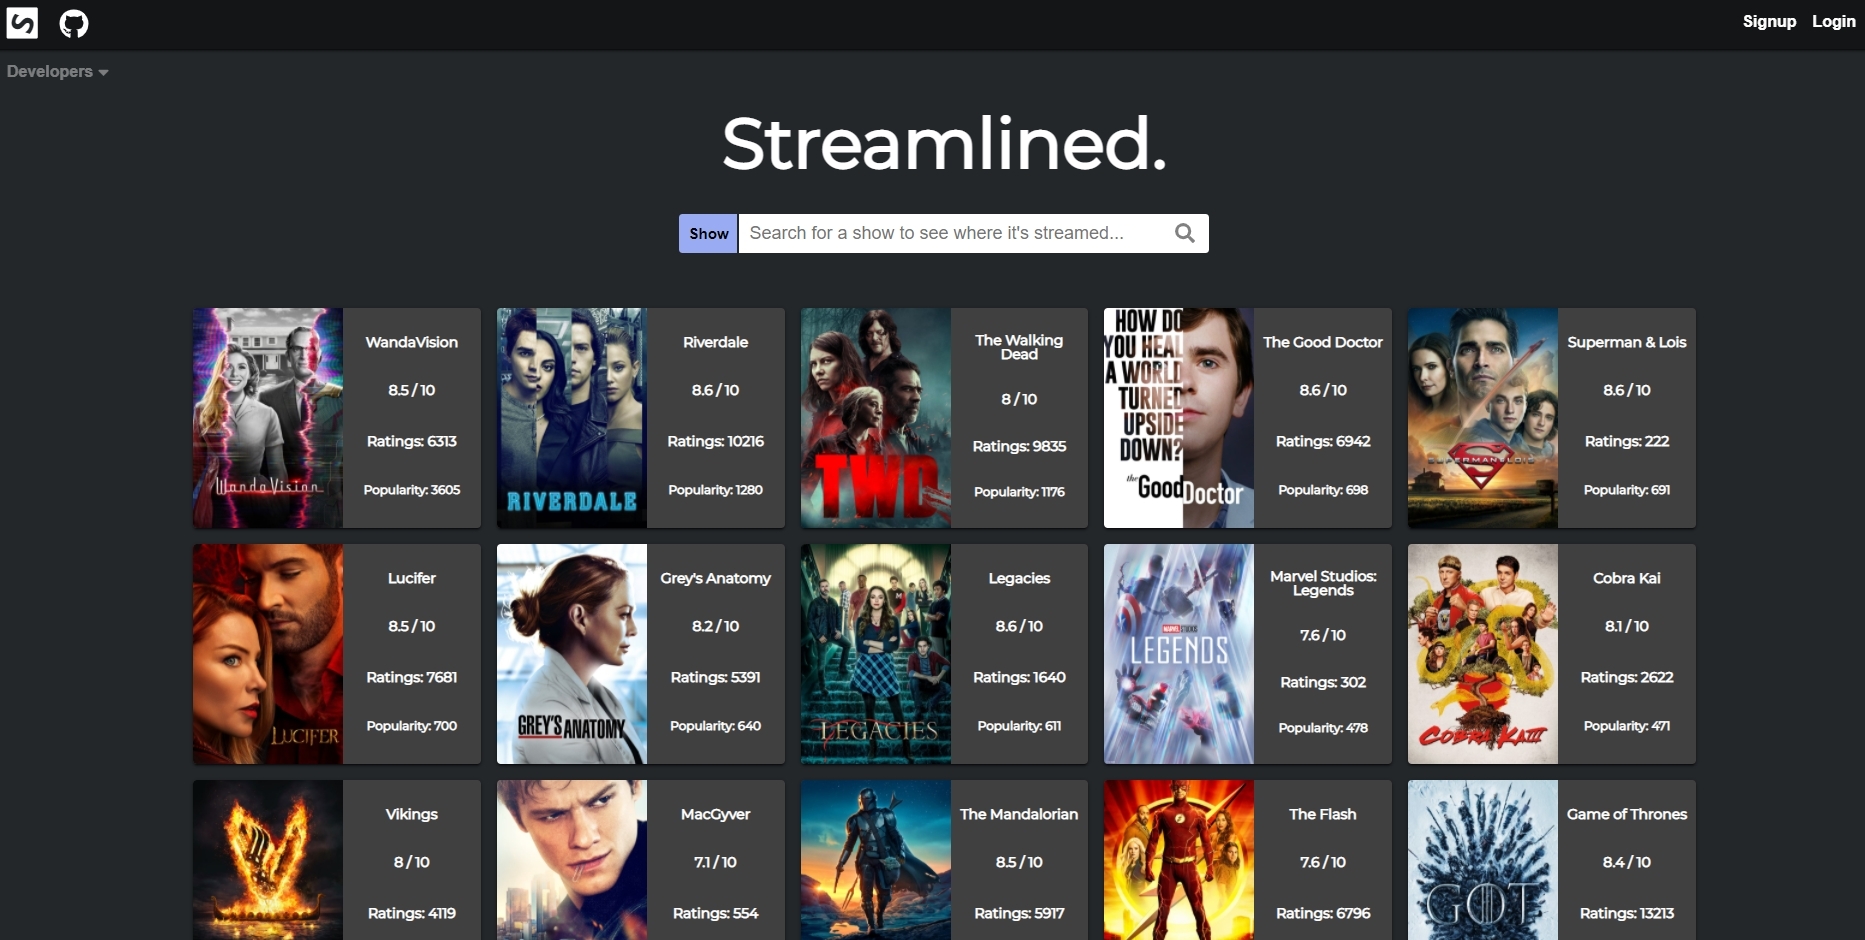 Signup Login
Developers
Streamlined.
Show Search for a show to see where it's streamed...
WandaVision
8.5 / 10
Ratings: 6313
Popularity: 3605
WandaVision
Riverdale
8.6 / 10
Ratings: 10216
Popularity: 1280
RIVERDALE
The Walking
Dead
8 / 10
Ratings: 9835
Popularity: 1176
TWD
HOW DO
YOU HEAL
A WORLD
TURNED
UPSIDE
DOWN?
the Good Doctor
The Good Doctor
8.6 / 10
Ratings: 6942
Popularity: 698
Superman & Lois
8.6 / 10
Ratings: 222
Popularity: 691
SUPERMAN & LOIS
Lucifer
8.5 / 10
Ratings: 7681
Popularity: 700
LUCIFER
Grey's Anatomy
8.2 / 10
Ratings: 5391
Popularity: 640
GREY'S ANATOMY
Legacies
8.6 / 10
Ratings: 1640
Popularity: 611
LEGACIES
Marvel Studios:
Legends
7.6 / 10
Ratings: 302
Popularity: 478
MARVEL STUDIOS
LEGENDS
Cobra Kai
8.1 / 10
Ratings: 2622
Popularity: 471
COBRA KAI III
Vikings
8 / 10
Ratings: 4119
MacGyver
7.1 / 10
Ratings: 554
The Mandalorian
8.5 / 10
Ratings: 5917
The Flash
7.6 / 10
Ratings: 6796
Game of Thrones
8.4 / 10
Ratings: 13213
GOT